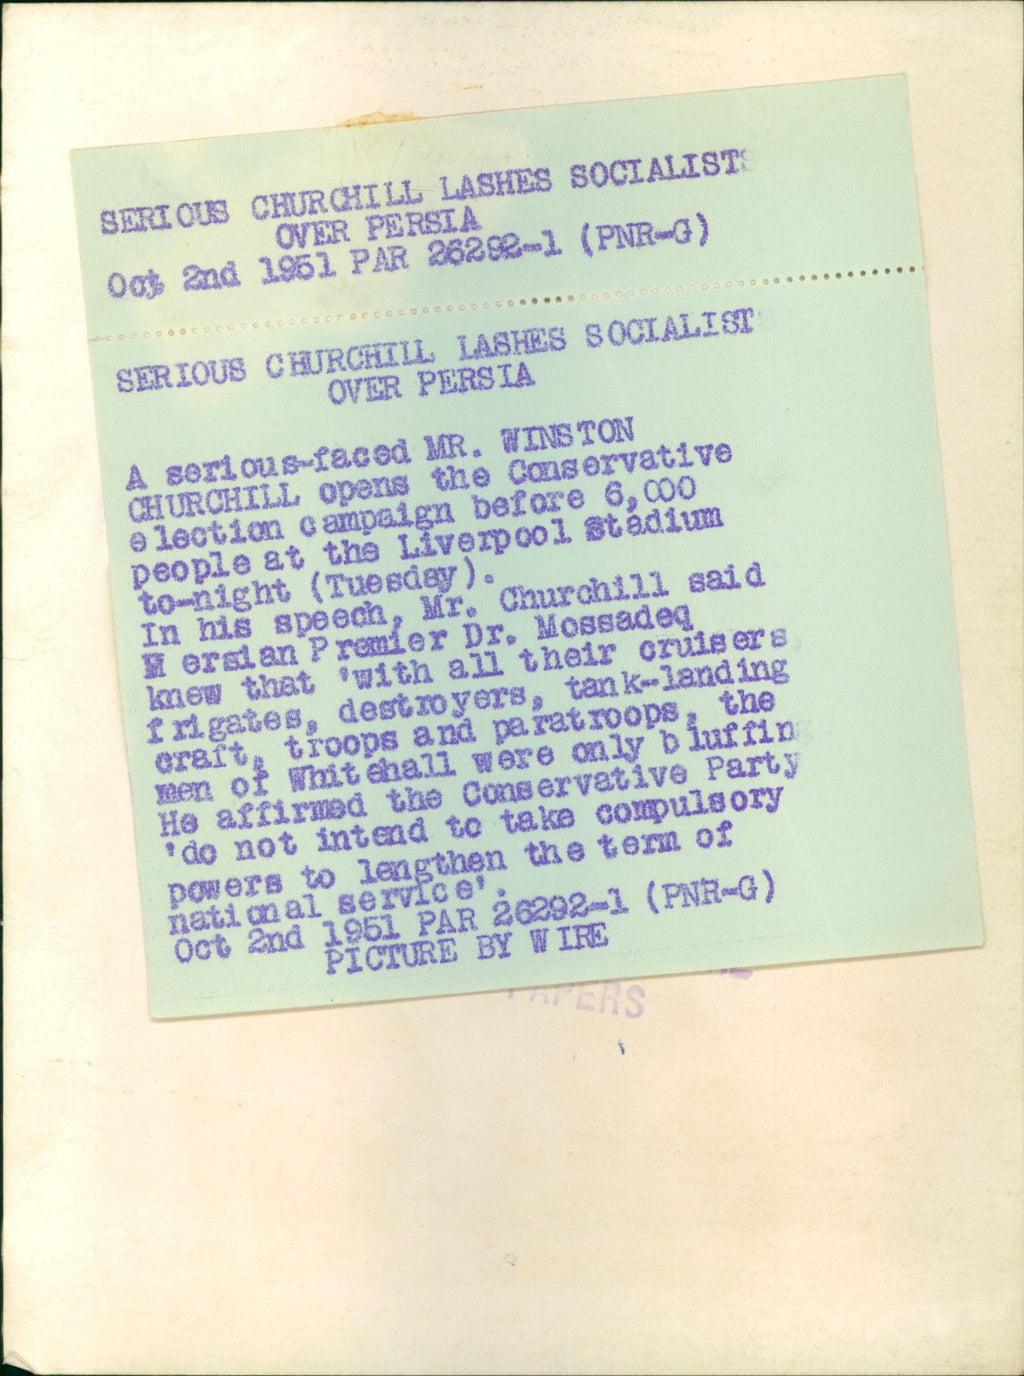 SERIOUS CHURCHILL LASHES SOCIALISTS
OVER PERSIA
Oct 2nd 1951 PAR 26292-1 (PNR-G)
SERIOUS CHURCHILL LASHES SOCIALISTS
OVER PERSIA
A serious-faced MR. WINSTON
CHURCHILL opens the Conservative
election campaign before 6,000
people at the Liverpool Stadium
to-night (Tuesday).
In his speech, Mr. Churchill said
Persian Premier Dr. Mossadeq
knew that 'with all their cruisers,
frigates, destroyers, tank-landing
craft, troops and paratroops, the
men of Whitehall were only bluffing.
He affirmed the Conservative Party
'do not intend to take compulsory
powers to lengthen the term of
national service'.
Oct 2nd 1951 PAR 26292-1 (PNR-G)
PICTURE BY WIRE
PAPERS